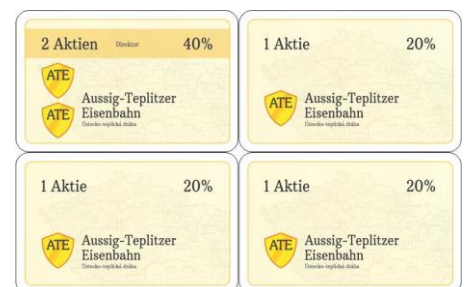 2 Aktien Direktor 40%
ATE
ATE
Aussig-Teplitzer
Eisenbahn
Ústecko-teplická dráha
1 Aktie 20%
ATE
Aussig-Teplitzer
Eisenbahn
Ústecko-teplická dráha
1 Aktie 20%
ATE
Aussig-Teplitzer
Eisenbahn
Ústecko-teplická dráha
1 Aktie 20%
ATE
Aussig-Teplitzer
Eisenbahn
Ústecko-teplická dráha